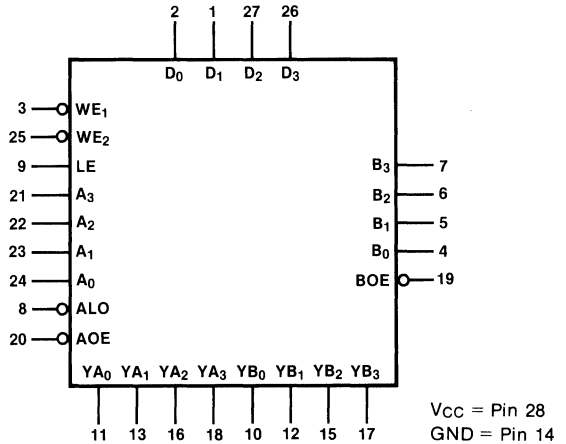 2 1 27 26
D0 D1 D2 D3
3 WE1
25 WE2
9 LE
21 A3
22 A2
23 A1
24 A0
8 ALO
20 AOE
B3 7
B2 6
B1 5
B0 4
BOE 19
YA0 YA1 YA2 YA3 YB0 YB1 YB2 YB3
11 13 16 18 10 12 15 17
VCC = Pin 28
GND = Pin 14